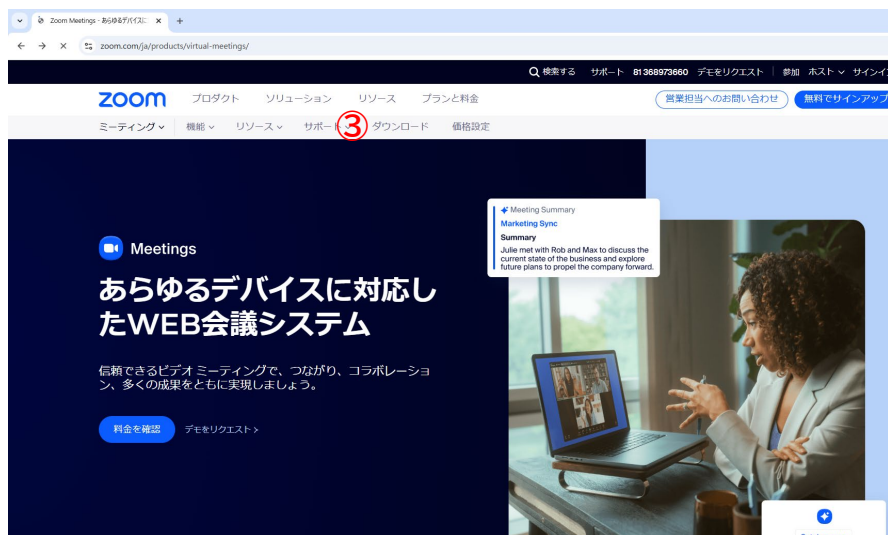 Zoom Meetings - あらゆるデバイスに
zoom.com/ja/products/virtual-meetings/
検索する サポート 81 368973660 デモをリクエスト 参加 ホスト サインイン
zoom プロダクト ソリューション リソース プランと料金 営業担当へのお問い合わせ 無料でサインアップ
ミーティング 機能 リソース サポート ③ ダウンロード 価格設定
Meeting Summary
Marketing Sync
Summary
Julie met with Rob and Max to discuss the
current state of the business and explore
future plans to propel the company forward.
Meetings
あらゆるデバイスに対応し
たWEB会議システム
信頼できるビデオ ミーティングで、つながり、コラボレーショ
ン、多くの成果をともに実現しましょう。
料金を確認 デモをリクエスト